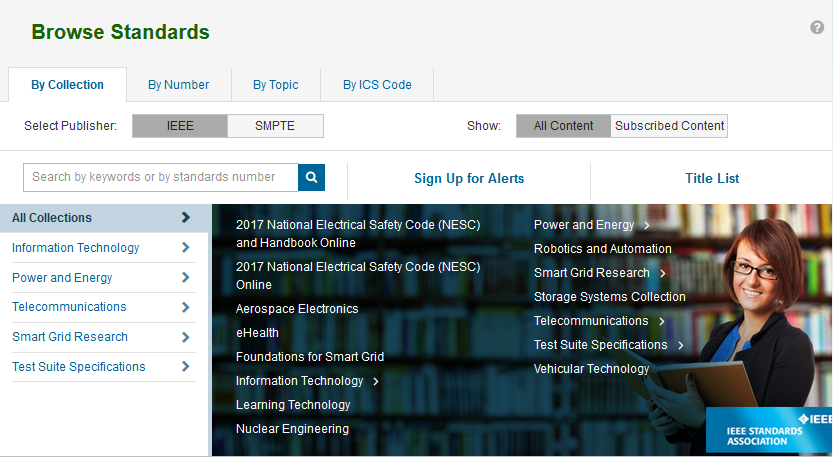 Browse Standards
?
By Collection
By Number
By Topic
By ICS Code
Select Publisher:
IEEE
SMPTE
Show:
All Content
Subscribed Content
Search by keywords or by standards number
Sign Up for Alerts
Title List
All Collections
Information Technology
Power and Energy
Telecommunications
Smart Grid Research
Test Suite Specifications
2017 National Electrical Safety Code (NESC)
and Handbook Online
2017 National Electrical Safety Code (NESC)
Online
Aerospace Electronics
eHealth
Foundations for Smart Grid
Information Technology
Learning Technology
Nuclear Engineering
Power and Energy
Robotics and Automation
Smart Grid Research
Storage Systems Collection
Telecommunications
Test Suite Specifications
Vehicular Technology
IEEE
IEEE STANDARDS
ASSOCIATION